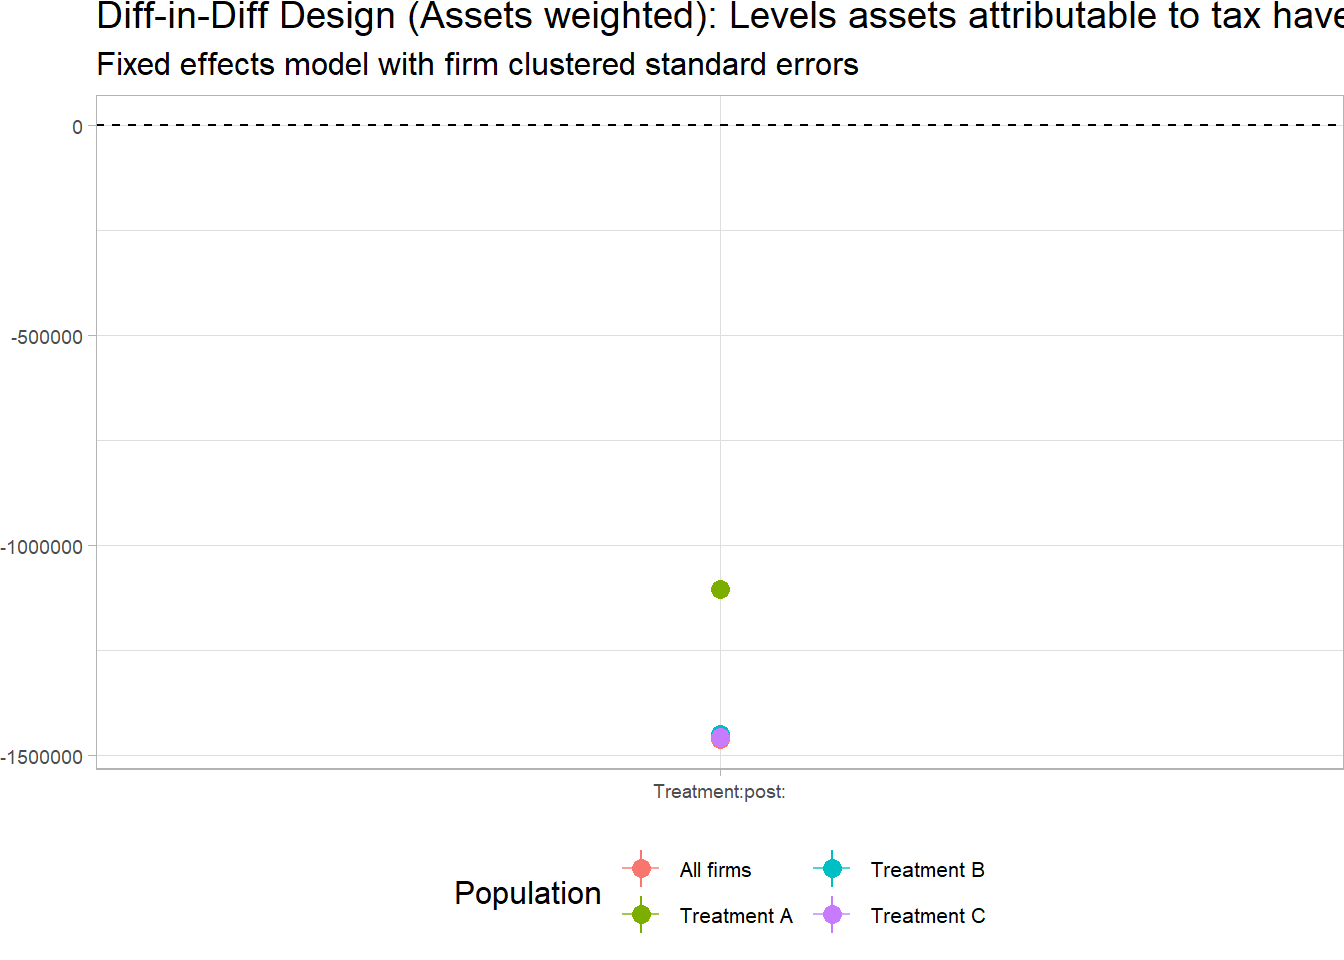 Diff-in-Diff Design (Assets weighted): Levels assets attributable to tax have
Fixed effects model with firm clustered standard errors
0
-500000
-1000000
-1500000
Treatment:post:
Population
All firms
Treatment B
Treatment A
Treatment C